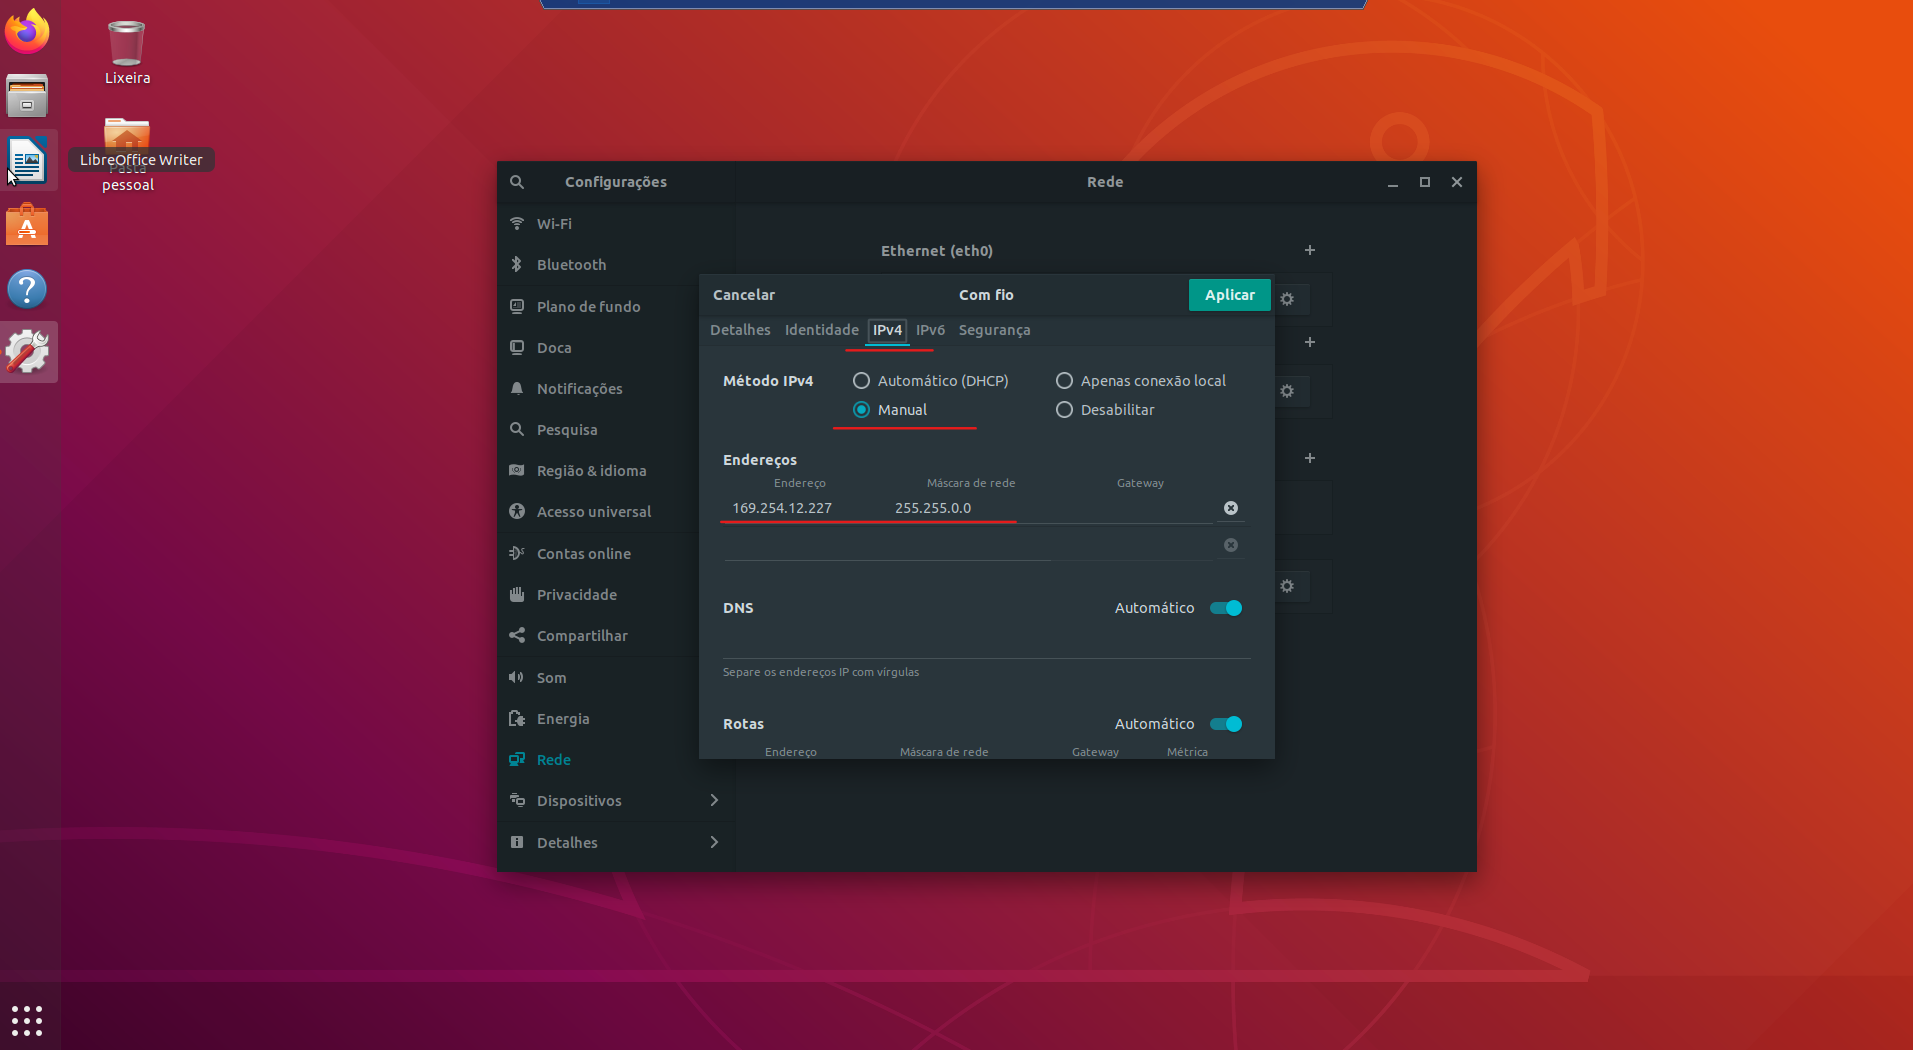 Lixeira
LibreOffice Writer
pessoal
Configurações
Rede
Wi-Fi
Bluetooth
Plano de fundo
Doca
Notificações
Pesquisa
Região & idioma
Acesso universal
Contas online
Privacidade
Compartilhar
Som
Energia
Rede
Dispositivos
Detalhes
Ethernet (eth0)
Cancelar
Com fio
Aplicar
Detalhes Identidade IPv4 IPv6 Segurança
Método IPv4
Automático (DHCP) Apenas conexão local
Manual Desabilitar
Endereços
Endereço Máscara de rede Gateway
169.254.12.227 255.255.0.0
DNS Automático
Separe os endereços IP com vírgulas
Rotas Automático
Endereço Máscara de rede Gateway Métrica